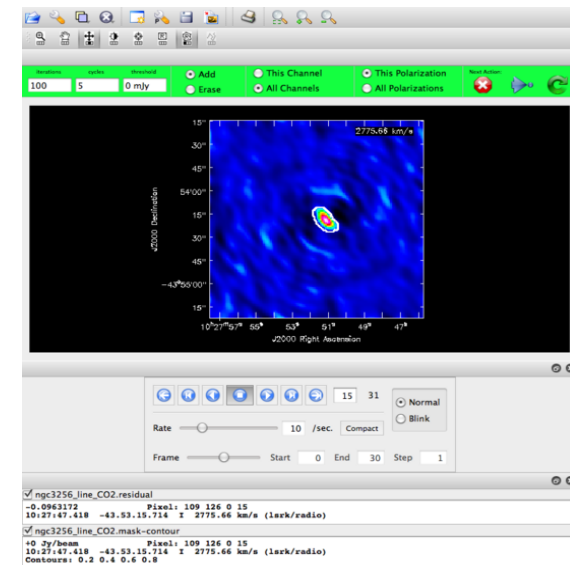 iterations cycles threshold
100 5 0 mJy
Add This Channel This Polarization Next Action:
Erase All Channels All Polarizations
2775.66 km/s
15"
30"
45"
54'00"
15"
30"
45"
-43°55'00"
15"
J2000 Declination
10ʰ27ᵐ57ˢ 55ˢ 53ˢ 51ˢ 49ˢ 47ˢ
J2000 Right Ascension
15 31
Normal
Blink
Rate 10 /sec. Compact
Frame Start 0 End 30 Step 1
ngc3256_line_CO2.residual
-0.0963172 Pixel: 109 126 0 15
10:27:47.418 -43.53.15.714 I 2775.66 km/s (lsrk/radio)
ngc3256_line_CO2.mask-contour
+0 Jy/beam Pixel: 109 126 0 15
10:27:47.418 -43.53.15.714 I 2775.66 km/s (lsrk/radio)
Contours: 0.2 0.4 0.6 0.8